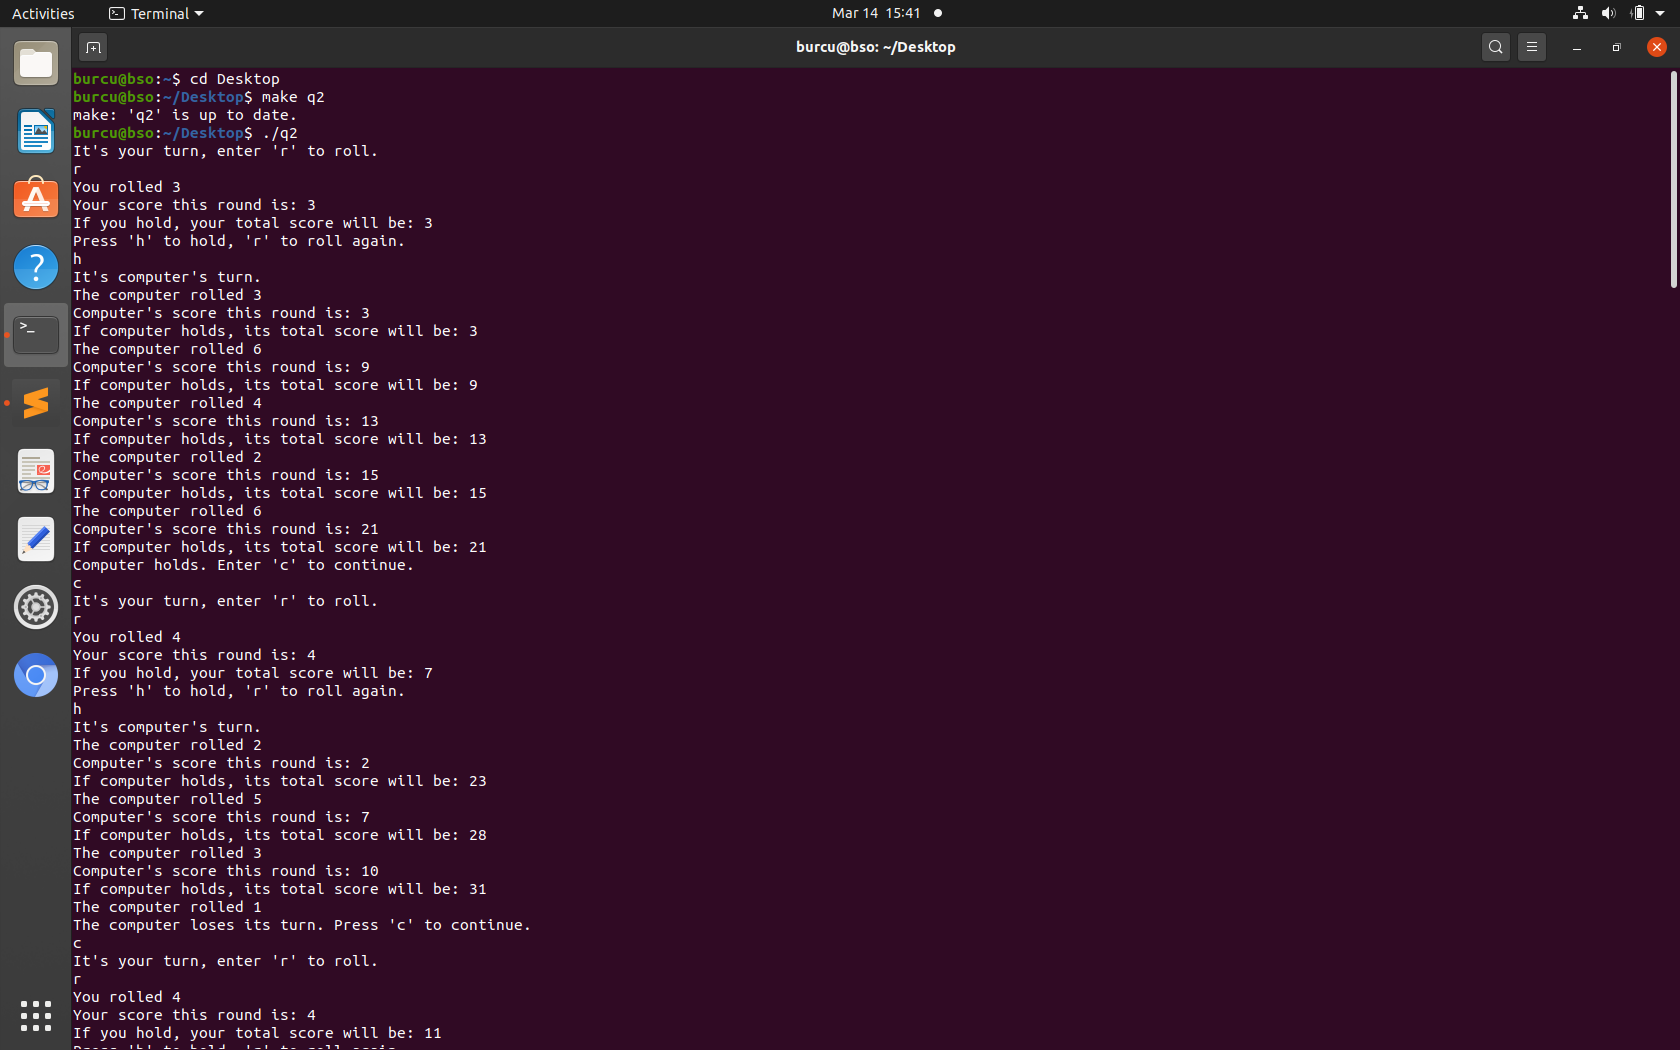 Activities
Terminal
Mar 14 15:41
burcu@bso: ~/Desktop
burcu@bso:~$ cd Desktop
burcu@bso:~/Desktop$ make q2
make: 'q2' is up to date.
burcu@bso:~/Desktop$ ./q2
It's your turn, enter 'r' to roll.
r
You rolled 3
Your score this round is: 3
If you hold, your total score will be: 3
Press 'h' to hold, 'r' to roll again.
h
It's computer's turn.
The computer rolled 3
Computer's score this round is: 3
If computer holds, its total score will be: 3
The computer rolled 6
Computer's score this round is: 9
If computer holds, its total score will be: 9
The computer rolled 4
Computer's score this round is: 13
If computer holds, its total score will be: 13
The computer rolled 2
Computer's score this round is: 15
If computer holds, its total score will be: 15
The computer rolled 6
Computer's score this round is: 21
If computer holds, its total score will be: 21
Computer holds. Enter 'c' to continue.
c
It's your turn, enter 'r' to roll.
r
You rolled 4
Your score this round is: 4
If you hold, your total score will be: 7
Press 'h' to hold, 'r' to roll again.
h
It's computer's turn.
The computer rolled 2
Computer's score this round is: 2
If computer holds, its total score will be: 23
The computer rolled 5
Computer's score this round is: 7
If computer holds, its total score will be: 28
The computer rolled 3
Computer's score this round is: 10
If computer holds, its total score will be: 31
The computer rolled 1
The computer loses its turn. Press 'c' to continue.
c
It's your turn, enter 'r' to roll.
r
You rolled 4
Your score this round is: 4
If you hold, your total score will be: 11